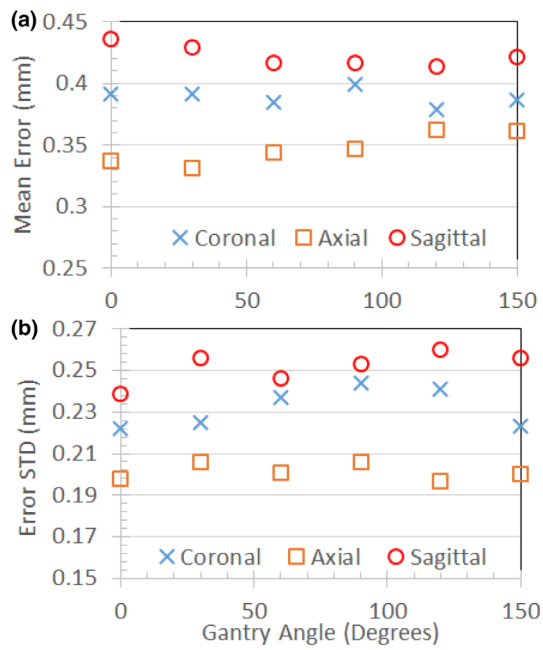 (a)
Mean Error (mm)
0.45
0.4
0.35
0.3
0.25
Coronal Axial Sagittal
0 50 100 150
(b)
Error STD (mm)
0.27
0.25
0.23
0.21
0.19
0.17
0.15
Coronal Axial Sagittal
0 50 100 150
Gantry Angle (Degrees)